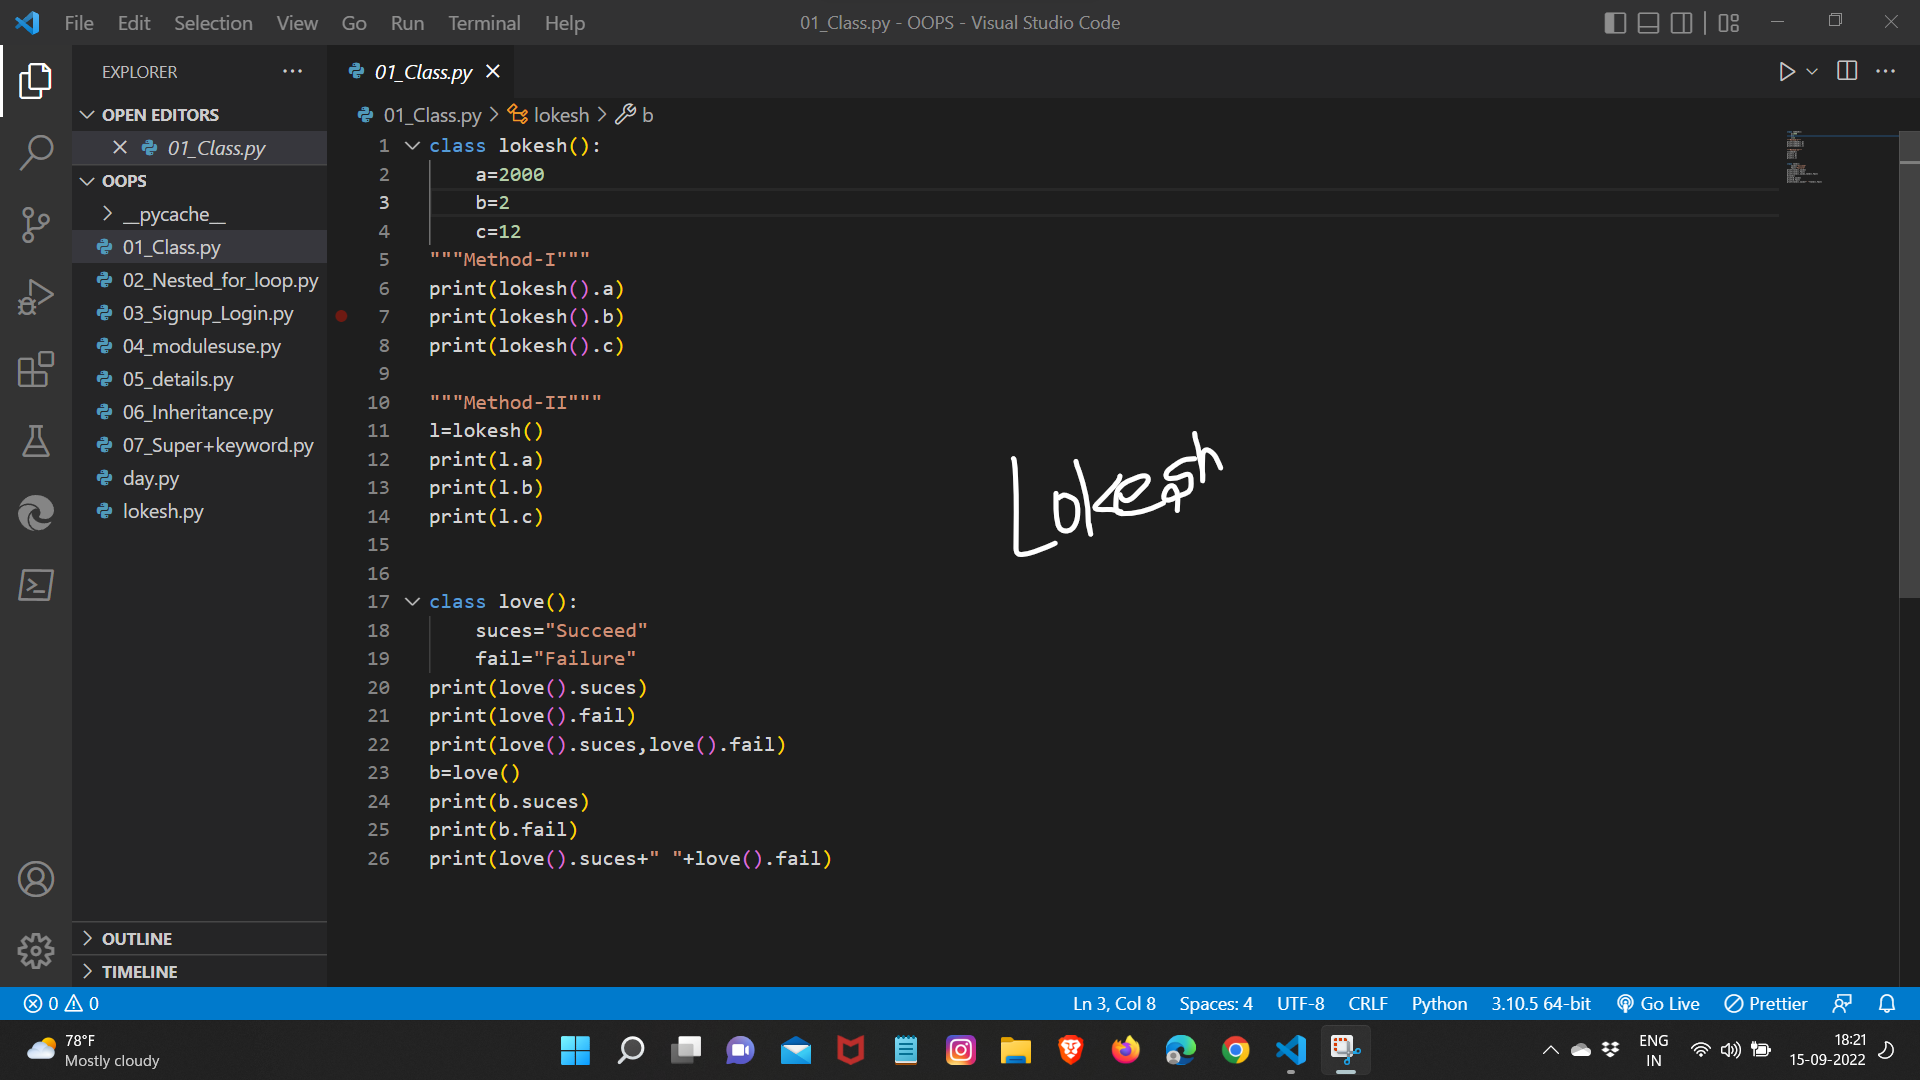 File Edit Selection View Go Run Terminal Help 01_Class.py - OOPS - Visual Studio Code
EXPLORER
01_Class.py
OPEN EDITORS
01_Class.py > lokesh > b
01_Class.py
OOPS
__pycache__
01_Class.py
02_Nested_for_loop.py
03_Signup_Login.py
04_modulesuse.py
05_details.py
06_Inheritance.py
07_Super+keyword.py
day.py
lokesh.py
OUTLINE
TIMELINE
1 class lokesh():
2     a=2000
3     b=2
4     c=12
5 """Method-I"""
6 print(lokesh().a)
7 print(lokesh().b)
8 print(lokesh().c)
9
10 """Method-II"""
11 l=lokesh()
12 print(l.a)
13 print(l.b)
14 print(l.c)
15
16
17 class love():
18     suces="Succeed"
19     fail="Failure"
20 print(love().suces)
21 print(love().fail)
22 print(love().suces,love().fail)
23 b=love()
24 print(b.suces)
25 print(b.fail)
26 print(love().suces+" "+love().fail)
Lokesh
0 0 Ln 3, Col 8 Spaces: 4 UTF-8 CRLF Python 3.10.5 64-bit Go Live Prettier
78°F
Mostly cloudy
ENG
IN
18:21
15-09-2022